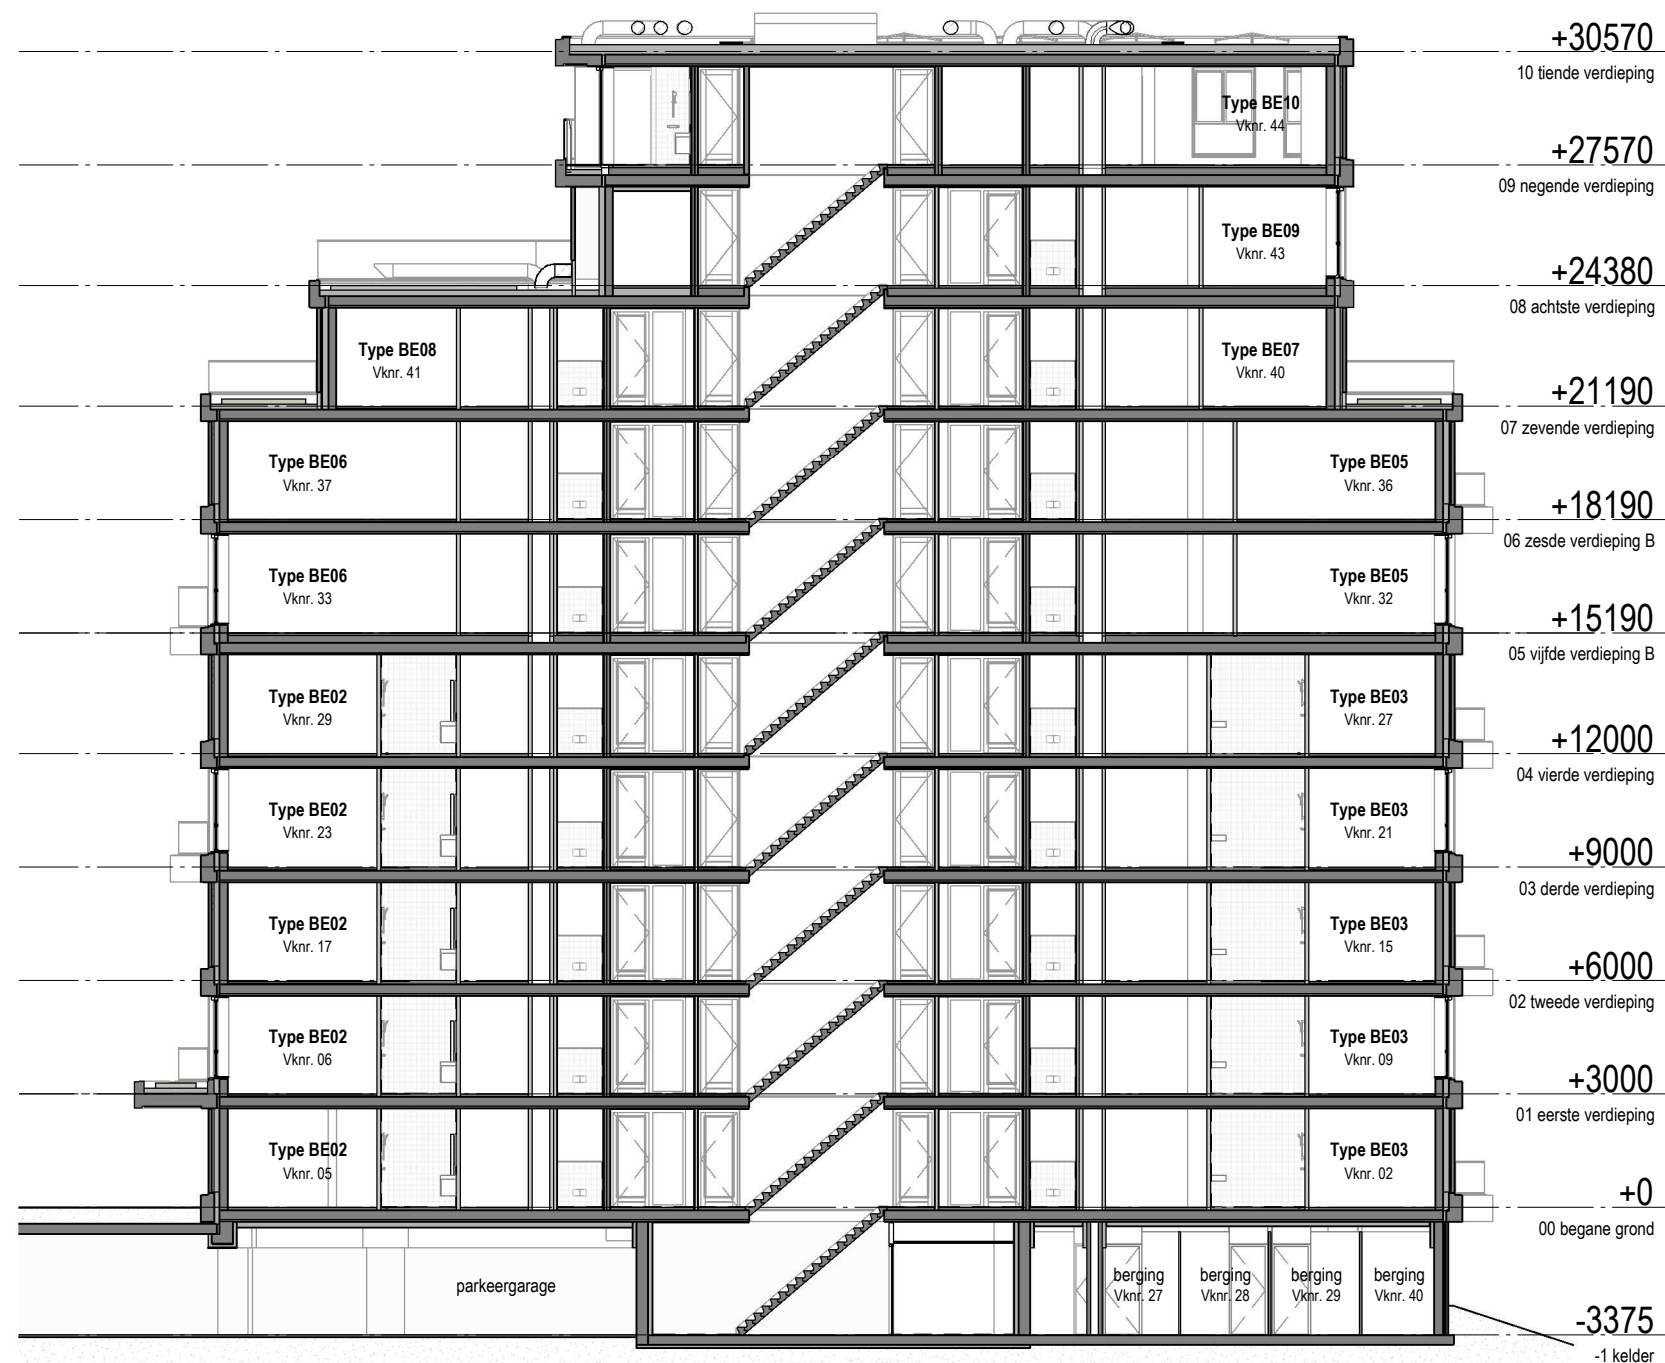 +30570
10 tiende verdieping
Type BE10
Vknr. 44
+27570
09 negende verdieping
Type BE09
Vknr. 43
+24380
08 achtste verdieping
Type BE08
Vknr. 41
Type BE07
Vknr. 40
+21190
07 zevende verdieping
Type BE06
Vknr. 37
Type BE05
Vknr. 36
+18190
06 zesde verdieping B
Type BE06
Vknr. 33
Type BE05
Vknr. 32
+15190
05 vijfde verdieping B
Type BE02
Vknr. 29
Type BE03
Vknr. 27
+12000
04 vierde verdieping
Type BE02
Vknr. 23
Type BE03
Vknr. 21
+9000
03 derde verdieping
Type BE02
Vknr. 17
Type BE03
Vknr. 15
+6000
02 tweede verdieping
Type BE02
Vknr. 06
Type BE03
Vknr. 09
+3000
01 eerste verdieping
Type BE02
Vknr. 05
Type BE03
Vknr. 02
+0
00 begane grond
parkeergarage
berging
Vknr. 27
berging
Vknr. 28
berging
Vknr. 29
berging
Vknr. 40
-3375
-1 kelder